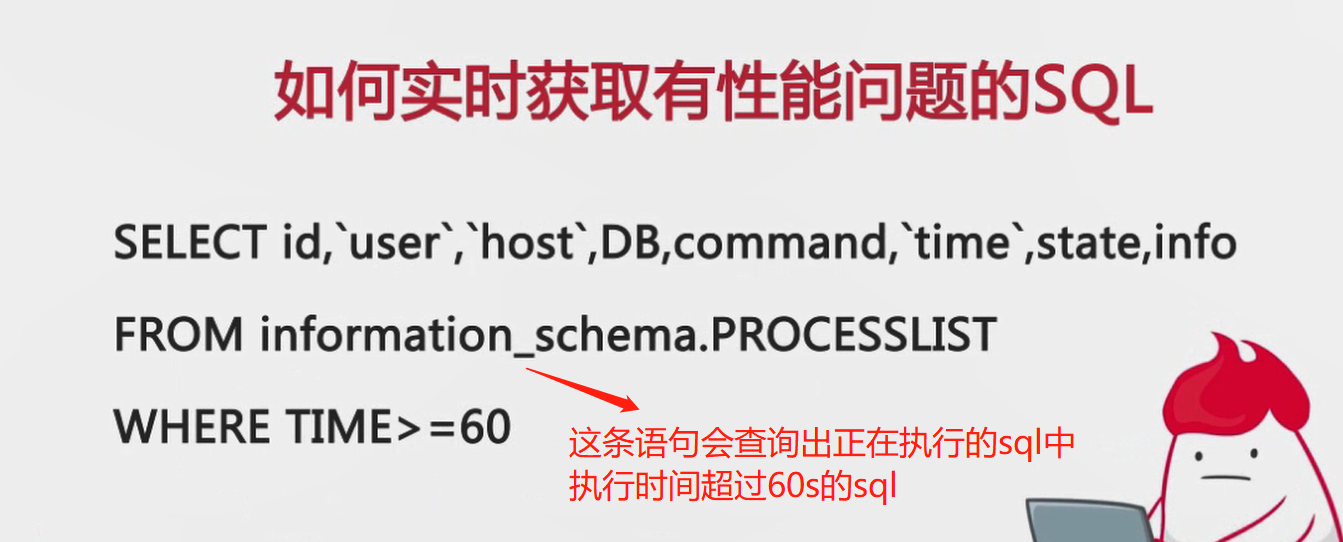 如何实时获取有性能问题的SQL
SELECT id,`user`,`host`,DB,command,`time`,state,info
FROM information_schema.PROCESSLIST
WHERE TIME>=60
这条语句会查询出正在执行的sql中
执行时间超过60s的sql